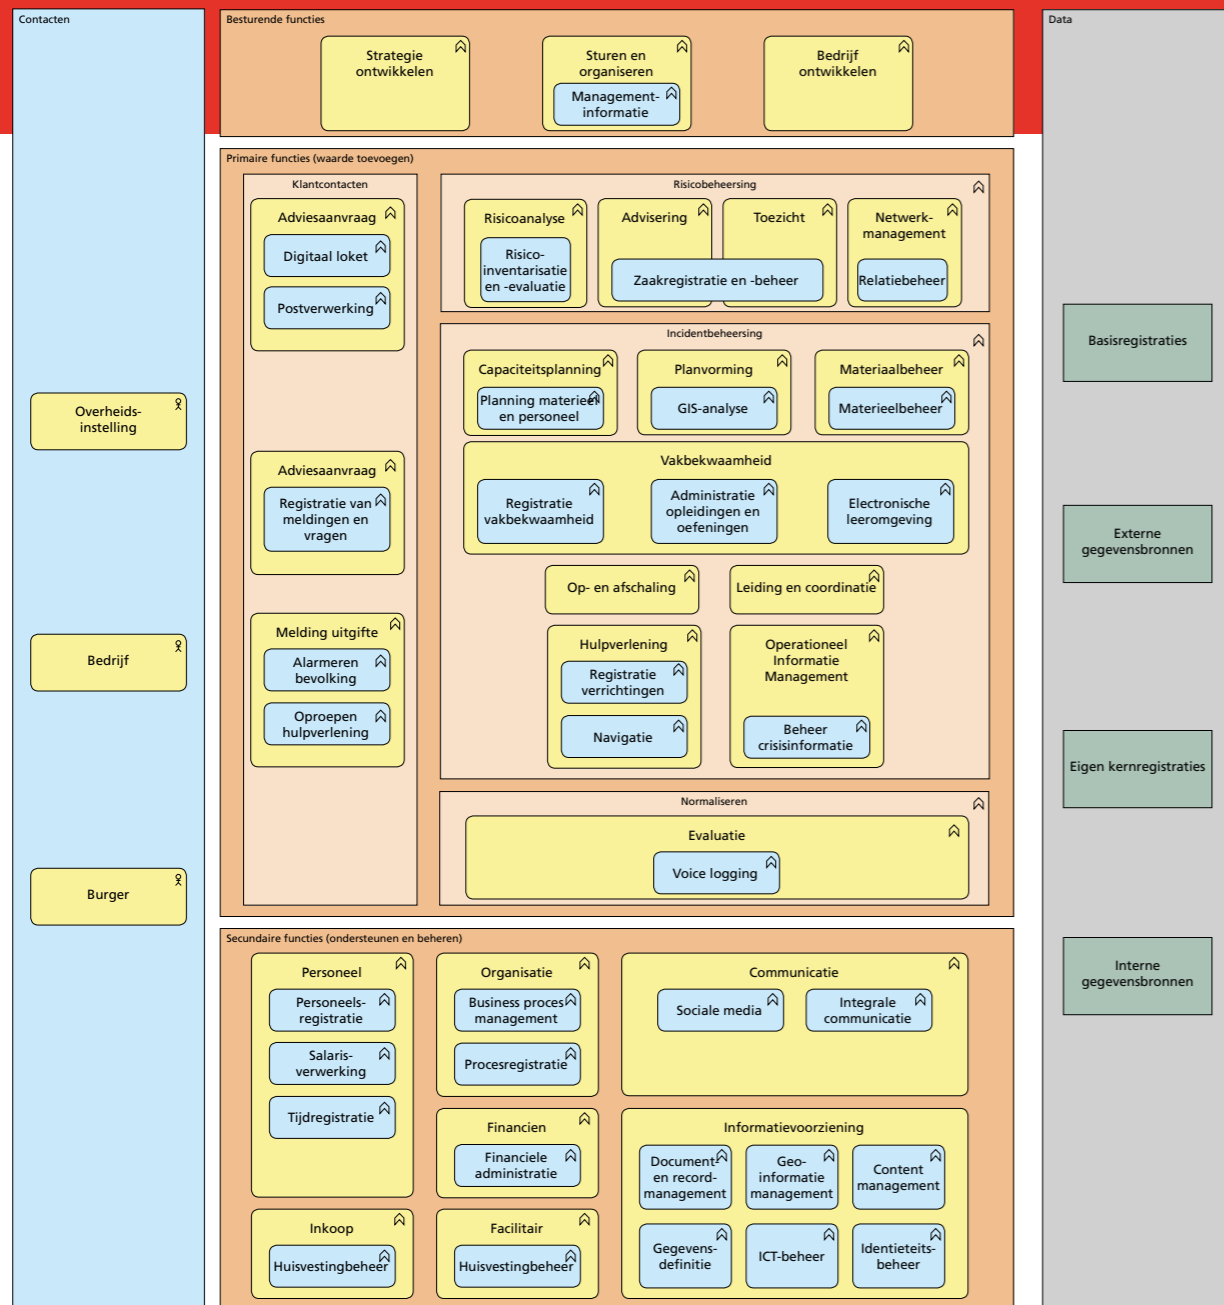 Contacten
Overheids-
instelling
Bedrijf
Burger
Besturende functies
Strategie
ontwikkelen
Sturen en
organiseren
Management-
informatie
Bedrijf
ontwikkelen
Primaire functies (waarde toevoegen)
Klantcontacten
Adviesaanvraag
Digitaal loket
Postverwerking
Adviesaanvraag
Registratie van
meldingen en
vragen
Melding uitgifte
Alarmeren
bevolking
Oproepen
hulpverlening
Risicobeheersing
Risicoanalyse
Risico-
inventarisatie
en -evaluatie
Advisering
Toezicht
Zaakregistratie en -beheer
Netwerk-
management
Relatiebeheer
Incidentbeheersing
Capaciteitsplanning
Planning materieel
en personeel
Planvorming
GIS-analyse
Materiaalbeheer
Materieelbeheer
Vakbekwaamheid
Registratie
vakbekwaamheid
Administratie
opleidingen en
oefeningen
Electronische
leeromgeving
Op- en afschaling
Leiding en coordinatie
Hulpverlening
Registratie
verrichtingen
Navigatie
Operationeel
Informatie
Management
Beheer
crisisinformatie
Normaliseren
Evaluatie
Voice logging
Secundaire functies (ondersteunen en beheren)
Personeel
Personeels-
registratie
Salaris-
verwerking
Tijdregistratie
Organisatie
Business proces
management
Procesregistratie
Communicatie
Sociale media
Integrale
communicatie
Financien
Financiele
administratie
Informatievoorziening
Document-
en record-
management
Geo-
informatie
management
Content
management
Gegevens-
definitie
ICT-beheer
Identieteits-
beheer
Inkoop
Huisvestingbeheer
Facilitair
Huisvestingbeheer
Data
Basisregistraties
Externe
gegevensbronnen
Eigen kernregistraties
Interne
gegevensbronnen